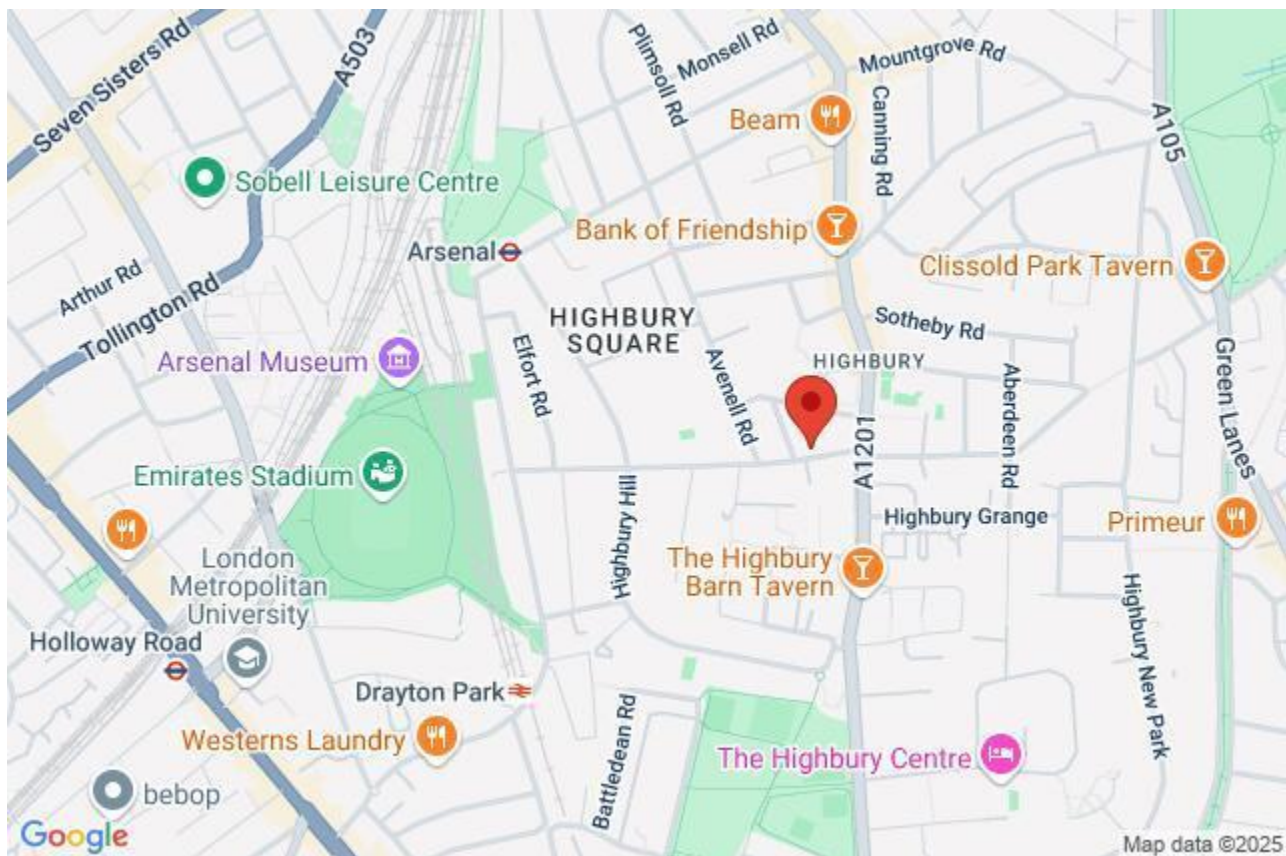 Seven Sisters Rd
A503
Plimsoll Rd
Monsell Rd
Mountgrove Rd
Beam
Canning Rd
A105
Sobell Leisure Centre
Bank of Friendship
Arsenal
Clissold Park Tavern
Arthur Rd
Tollington Rd
HIGHBURY
SQUARE
Sotheby Rd
Arsenal Museum
Elfort Rd
Avenell Rd
HIGHBURY
Aberdeen Rd
Green Lanes
Emirates Stadium
A1201
Highbury Hill
Highbury Grange
Primeur
London
Metropolitan
University
The Highbury
Barn Tavern
Highbury New Park
Holloway Road
Drayton Park
Westerns Laundry
Battledean Rd
The Highbury Centre
bebop
Google
Map data ©2025